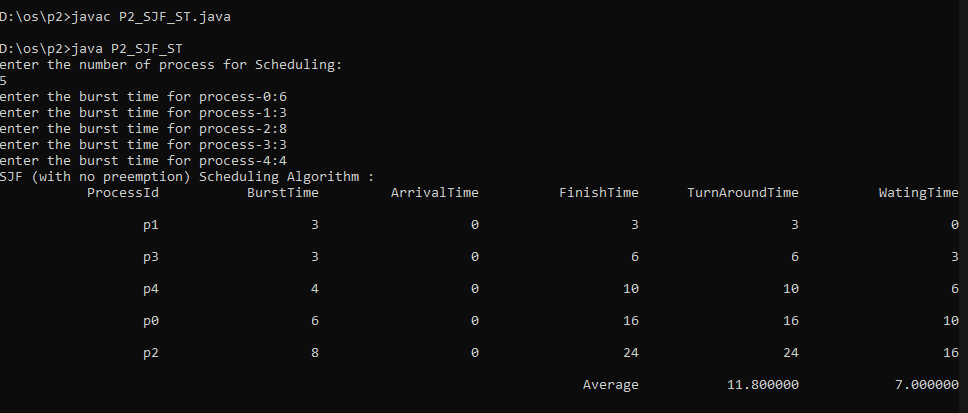 D:\os\p2>javac P2_SJF_ST.java
D:\os\p2>java P2_SJF_ST
enter the number of process for Scheduling:
5
enter the burst time for process-0:6
enter the burst time for process-1:3
enter the burst time for process-2:8
enter the burst time for process-3:3
enter the burst time for process-4:4
SJF (with no preemption) Scheduling Algorithm :
ProcessId BurstTime ArrivalTime FinishTime TurnAroundTime WatingTime
p1 3 0 3 3 0
p3 3 0 6 6 3
p4 4 0 10 10 6
p0 6 0 16 16 10
p2 8 0 24 24 16
Average 11.800000 7.000000